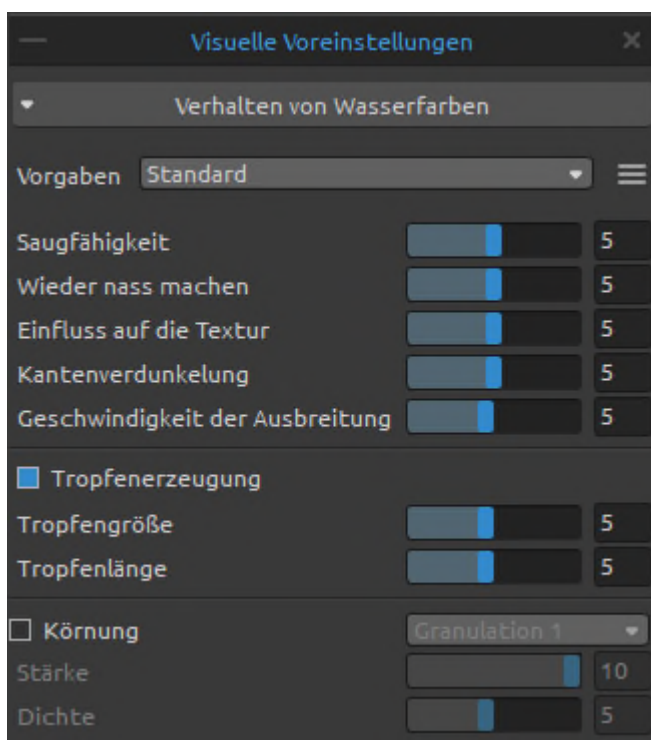 Visuelle Voreinstellungen
Verhalten von Wasserfarben
Vorgaben Standard
Saugfähigkeit 5
Wieder nass machen 5
Einfluss auf die Textur 5
Kantenverdunkelung 5
Geschwindigkeit der Ausbreitung 5
Tropfenerzeugung
Tropfengröße 5
Tropfenlänge 5
Körnung Granulation 1
Stärke 10
Dichte 5